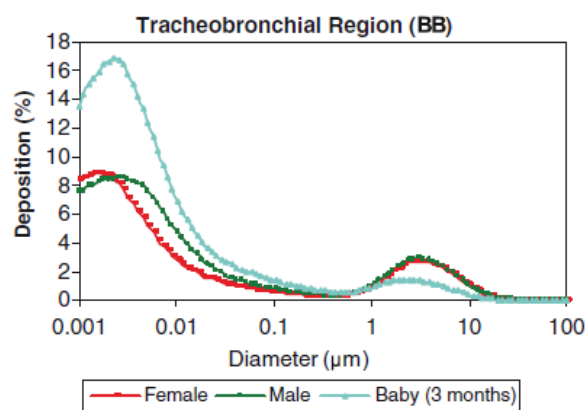 Tracheobronchial Region (BB)
18
16
14
12
10
8
6
4
2
0
Deposition (%)
0.001 0.01 0.1 1 10 100
Diameter (μm)
Female Male Baby (3 months)